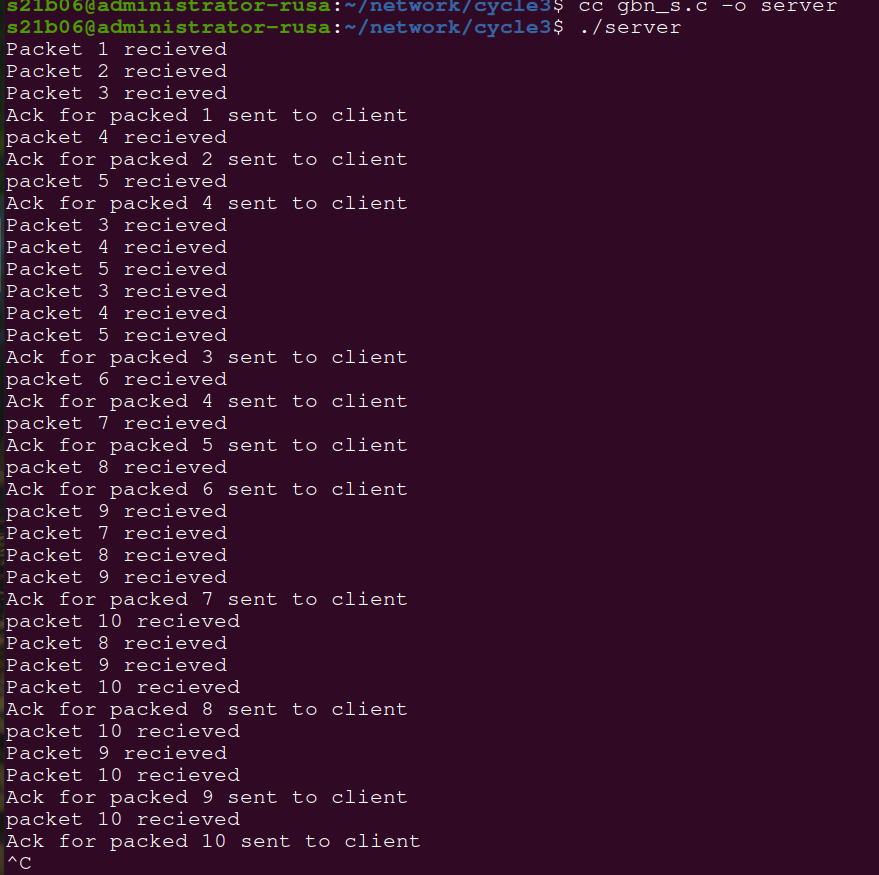 s21b06@administrator-rusa:~/network/cycle3$ cc gbn_s.c -o server
s21b06@administrator-rusa:~/network/cycle3$ ./server
Packet 1 recieved
Packet 2 recieved
Packet 3 recieved
Ack for packed 1 sent to client
packet 4 recieved
Ack for packed 2 sent to client
packet 5 recieved
Ack for packed 4 sent to client
Packet 3 recieved
Packet 4 recieved
Packet 5 recieved
Packet 3 recieved
Packet 4 recieved
Packet 5 recieved
Ack for packed 3 sent to client
packet 6 recieved
Ack for packed 4 sent to client
packet 7 recieved
Ack for packed 5 sent to client
packet 8 recieved
Ack for packed 6 sent to client
packet 9 recieved
Packet 7 recieved
Packet 8 recieved
Packet 9 recieved
Ack for packed 7 sent to client
packet 10 recieved
Packet 8 recieved
Packet 9 recieved
Packet 10 recieved
Ack for packed 8 sent to client
packet 10 recieved
Packet 9 recieved
Packet 10 recieved
Ack for packed 9 sent to client
packet 10 recieved
Ack for packed 10 sent to client
^C